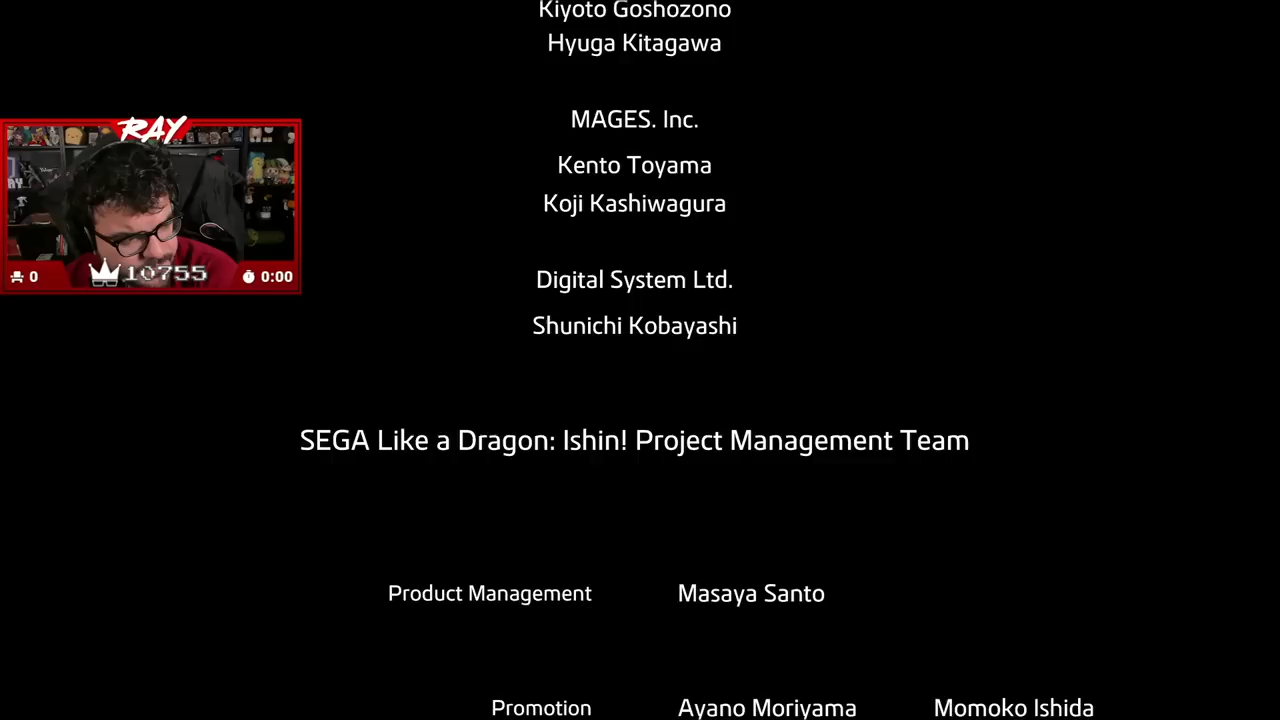 Kiyoto Goshozono
Hyuga Kitagawa
MAGES. Inc.
RAY
Kento Toyama
Koji Kashiwagura
0
10755
0:00
Digital System Ltd.
Shunichi Kobayashi
SEGA Like a Dragon: Ishin! Project Management Team
Product Management Masaya Santo
Promotion Ayano Moriyama Momoko Ishida